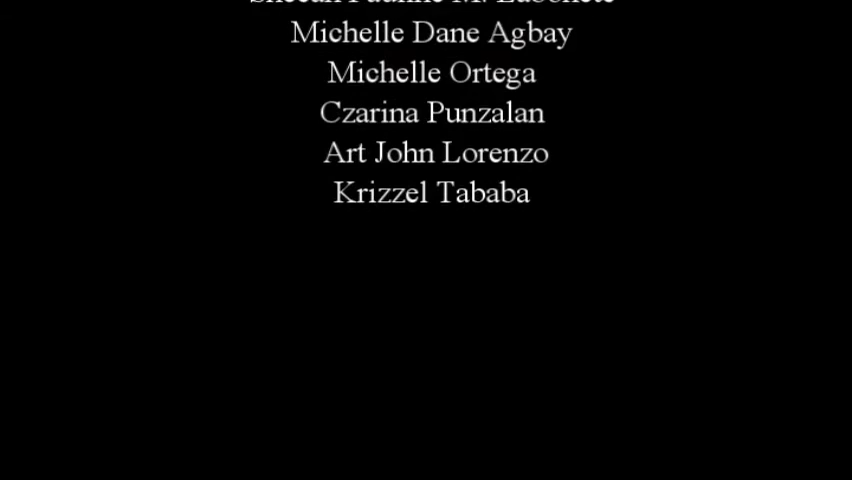 M.
Michelle Dane Agbay
Michelle Ortega
Czarina Punzalan
Art John Lorenzo
Krizzel Tababa